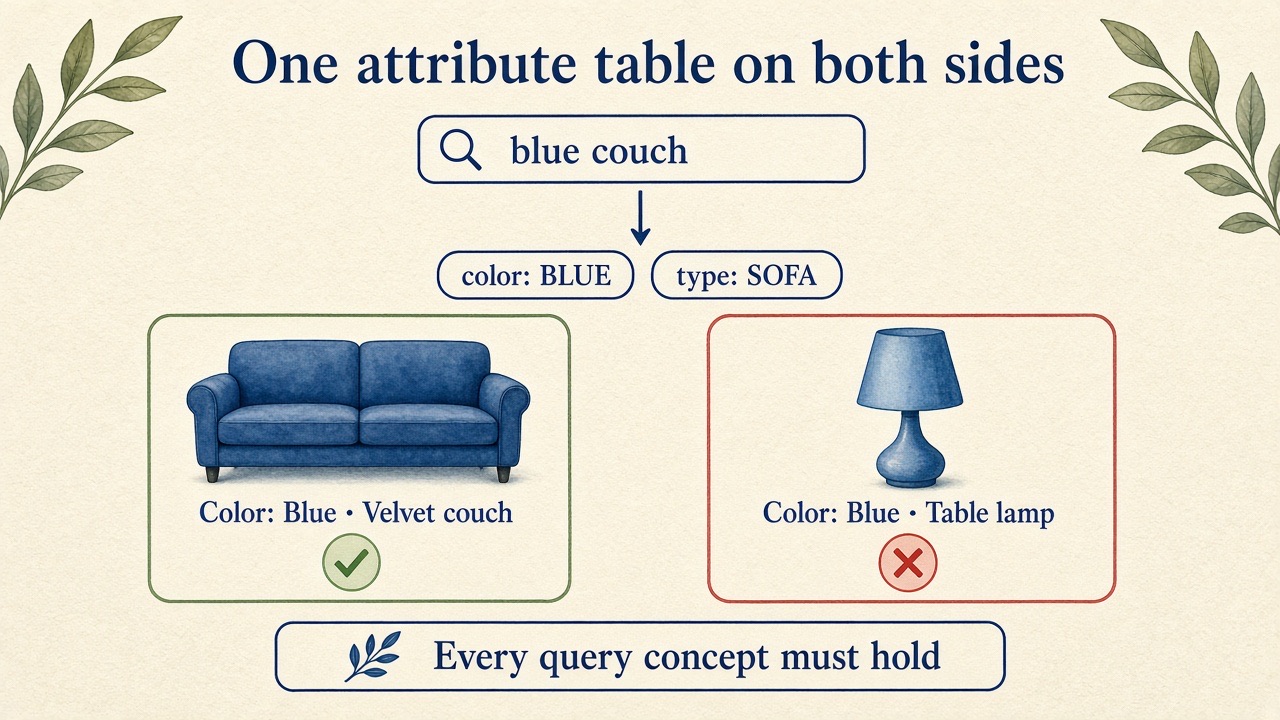 One attribute table on both sides
blue couch
color: BLUE
type: SOFA
Color: Blue • Velvet couch
Color: Blue • Table lamp
Every query concept must hold